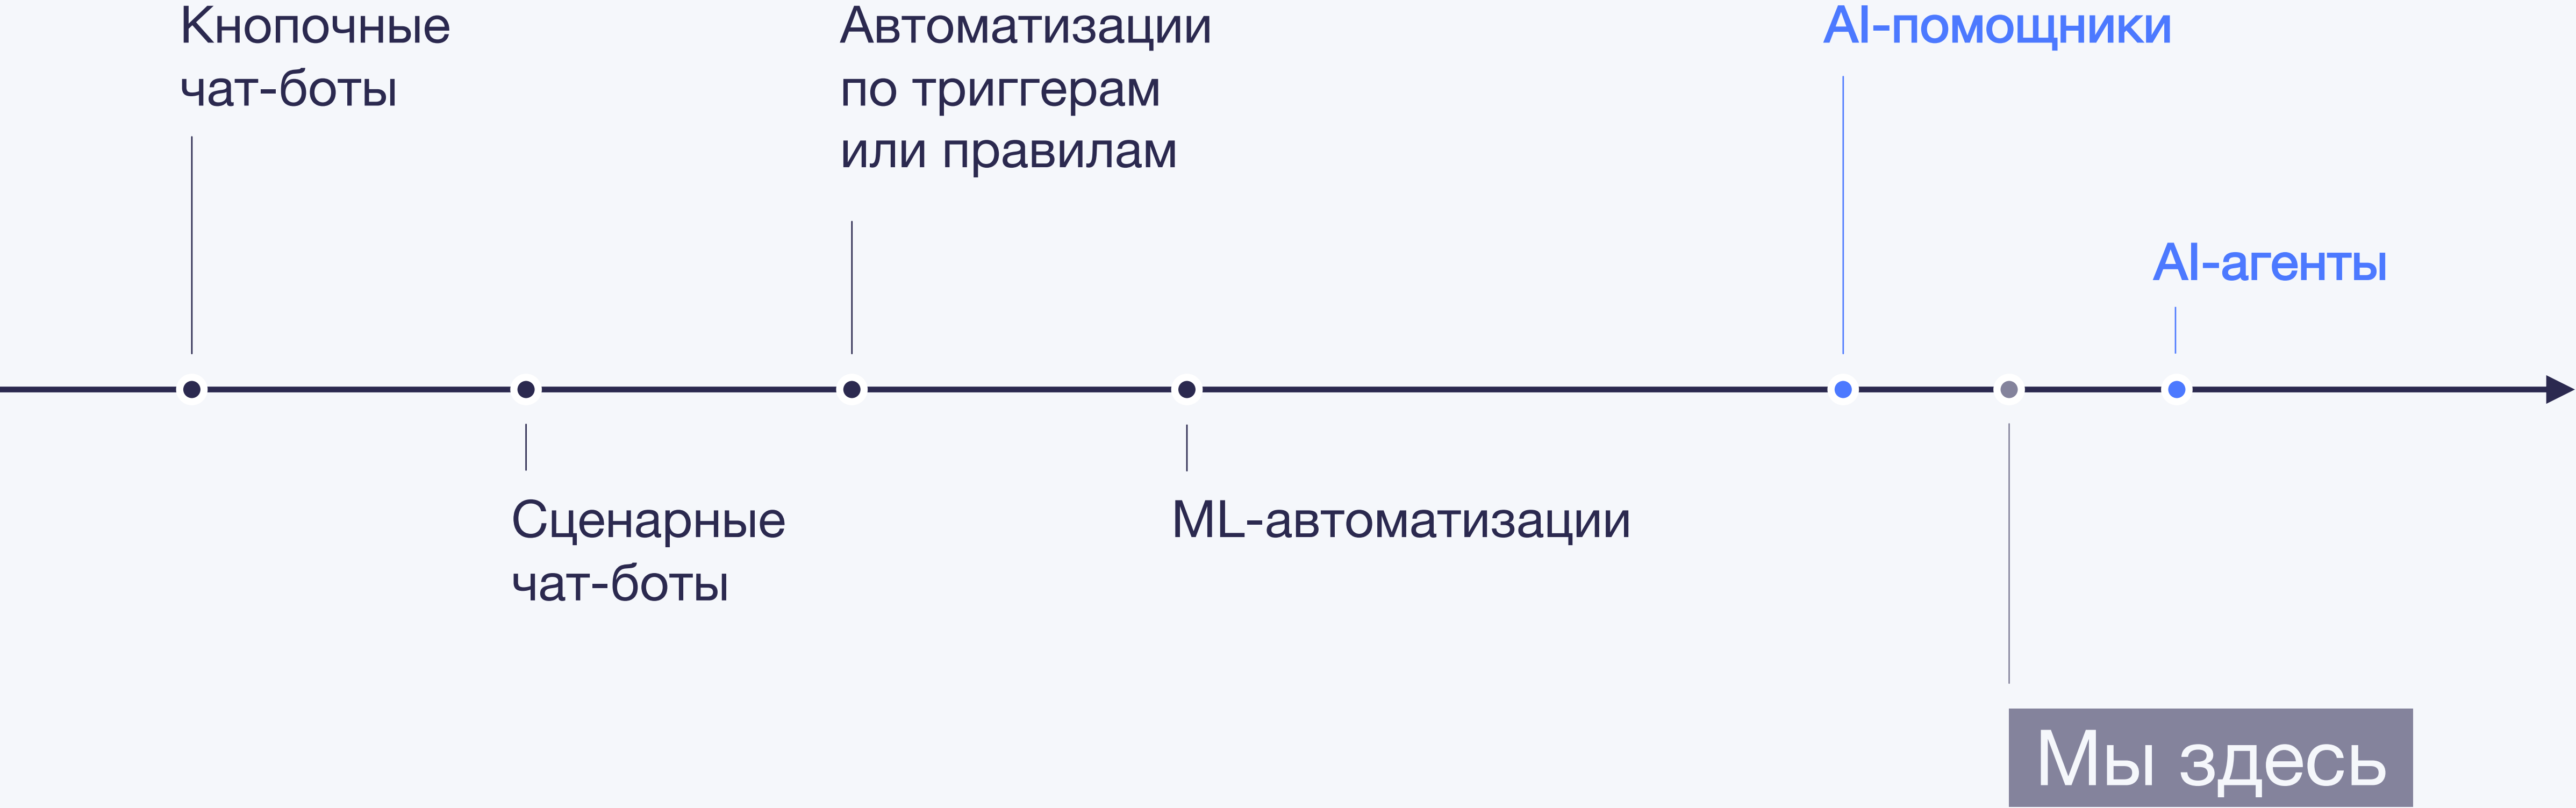 Кнопочные
чат-боты
Автоматизации
по триггерам
или правилам
AI-помощники
AI-агенты
Сценарные
чат-боты
ML-автоматизации
Мы здесь